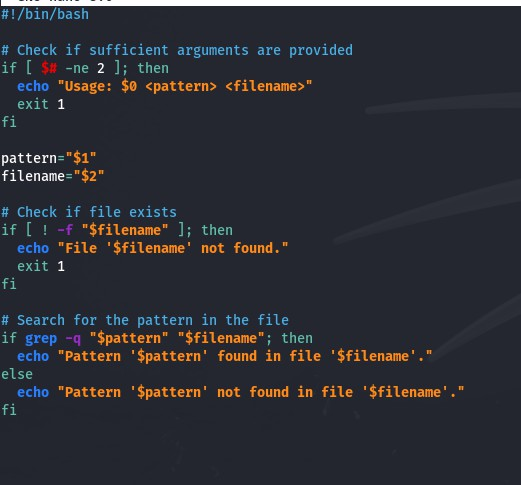 #!/bin/bash

# Check if sufficient arguments are provided
if [ $# -ne 2 ]; then
  echo "Usage: $0 <pattern> <filename>"
  exit 1
fi

pattern="$1"
filename="$2"

# Check if file exists
if [ ! -f "$filename" ]; then
  echo "File '$filename' not found."
  exit 1
fi

# Search for the pattern in the file
if grep -q "$pattern" "$filename"; then
  echo "Pattern '$pattern' found in file '$filename'."
else
  echo "Pattern '$pattern' not found in file '$filename'."
fi